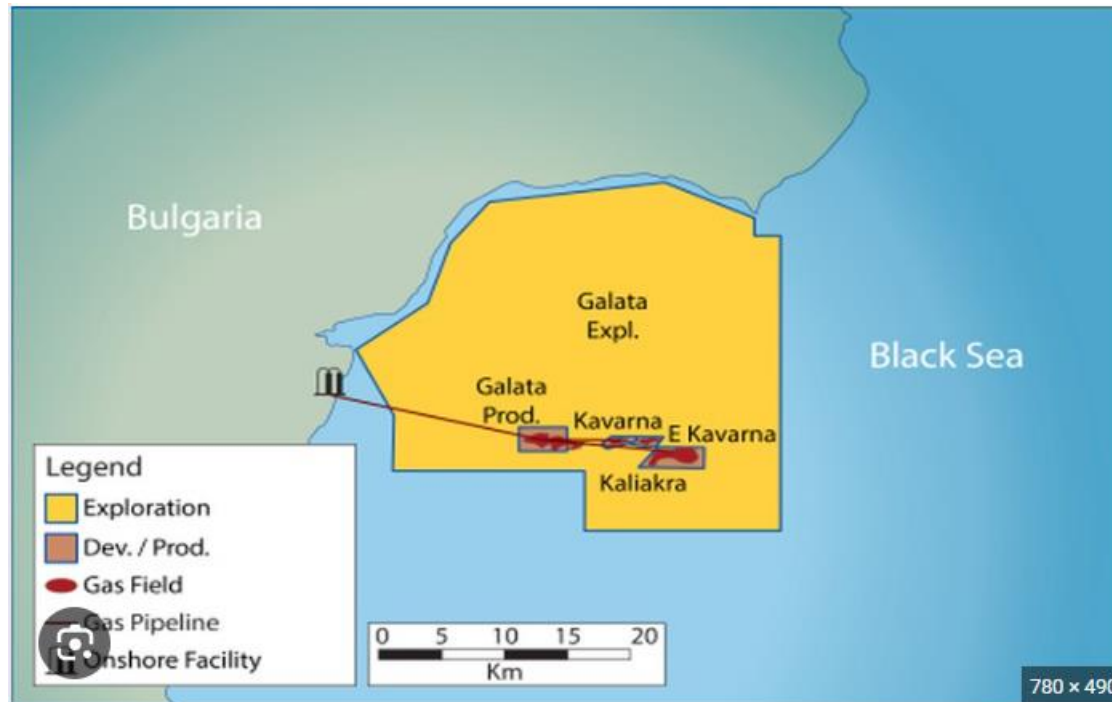 Bulgaria
Galata
Expl.
Black Sea
Galata
Prod.
Kavarna
E Kavarna
Kaliakra
Legend
Exploration
Dev. / Prod.
Gas Field
Gas Pipeline
Onshore Facility
0 5 10 15 20
Km
780 × 490